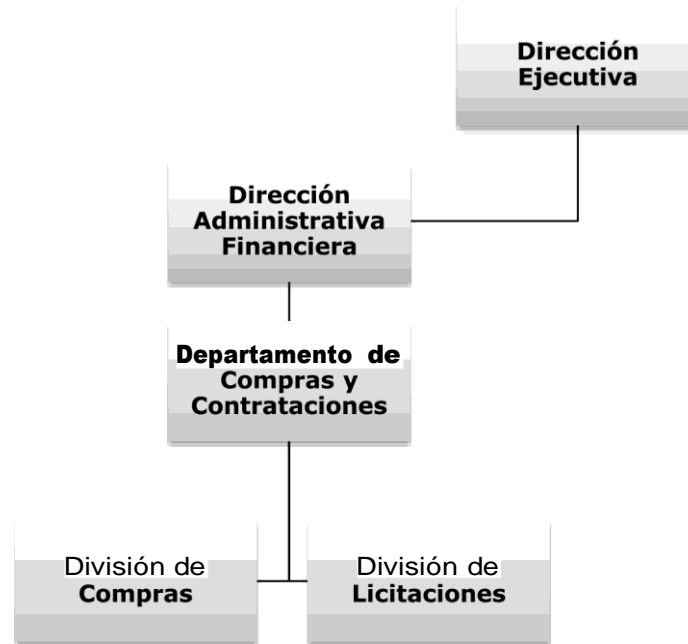 Dirección
Ejecutiva
Dirección
Administrativa
Financiera
Departamento de
Compras y
Contrataciones
División de
Compras
División de
Licitaciones